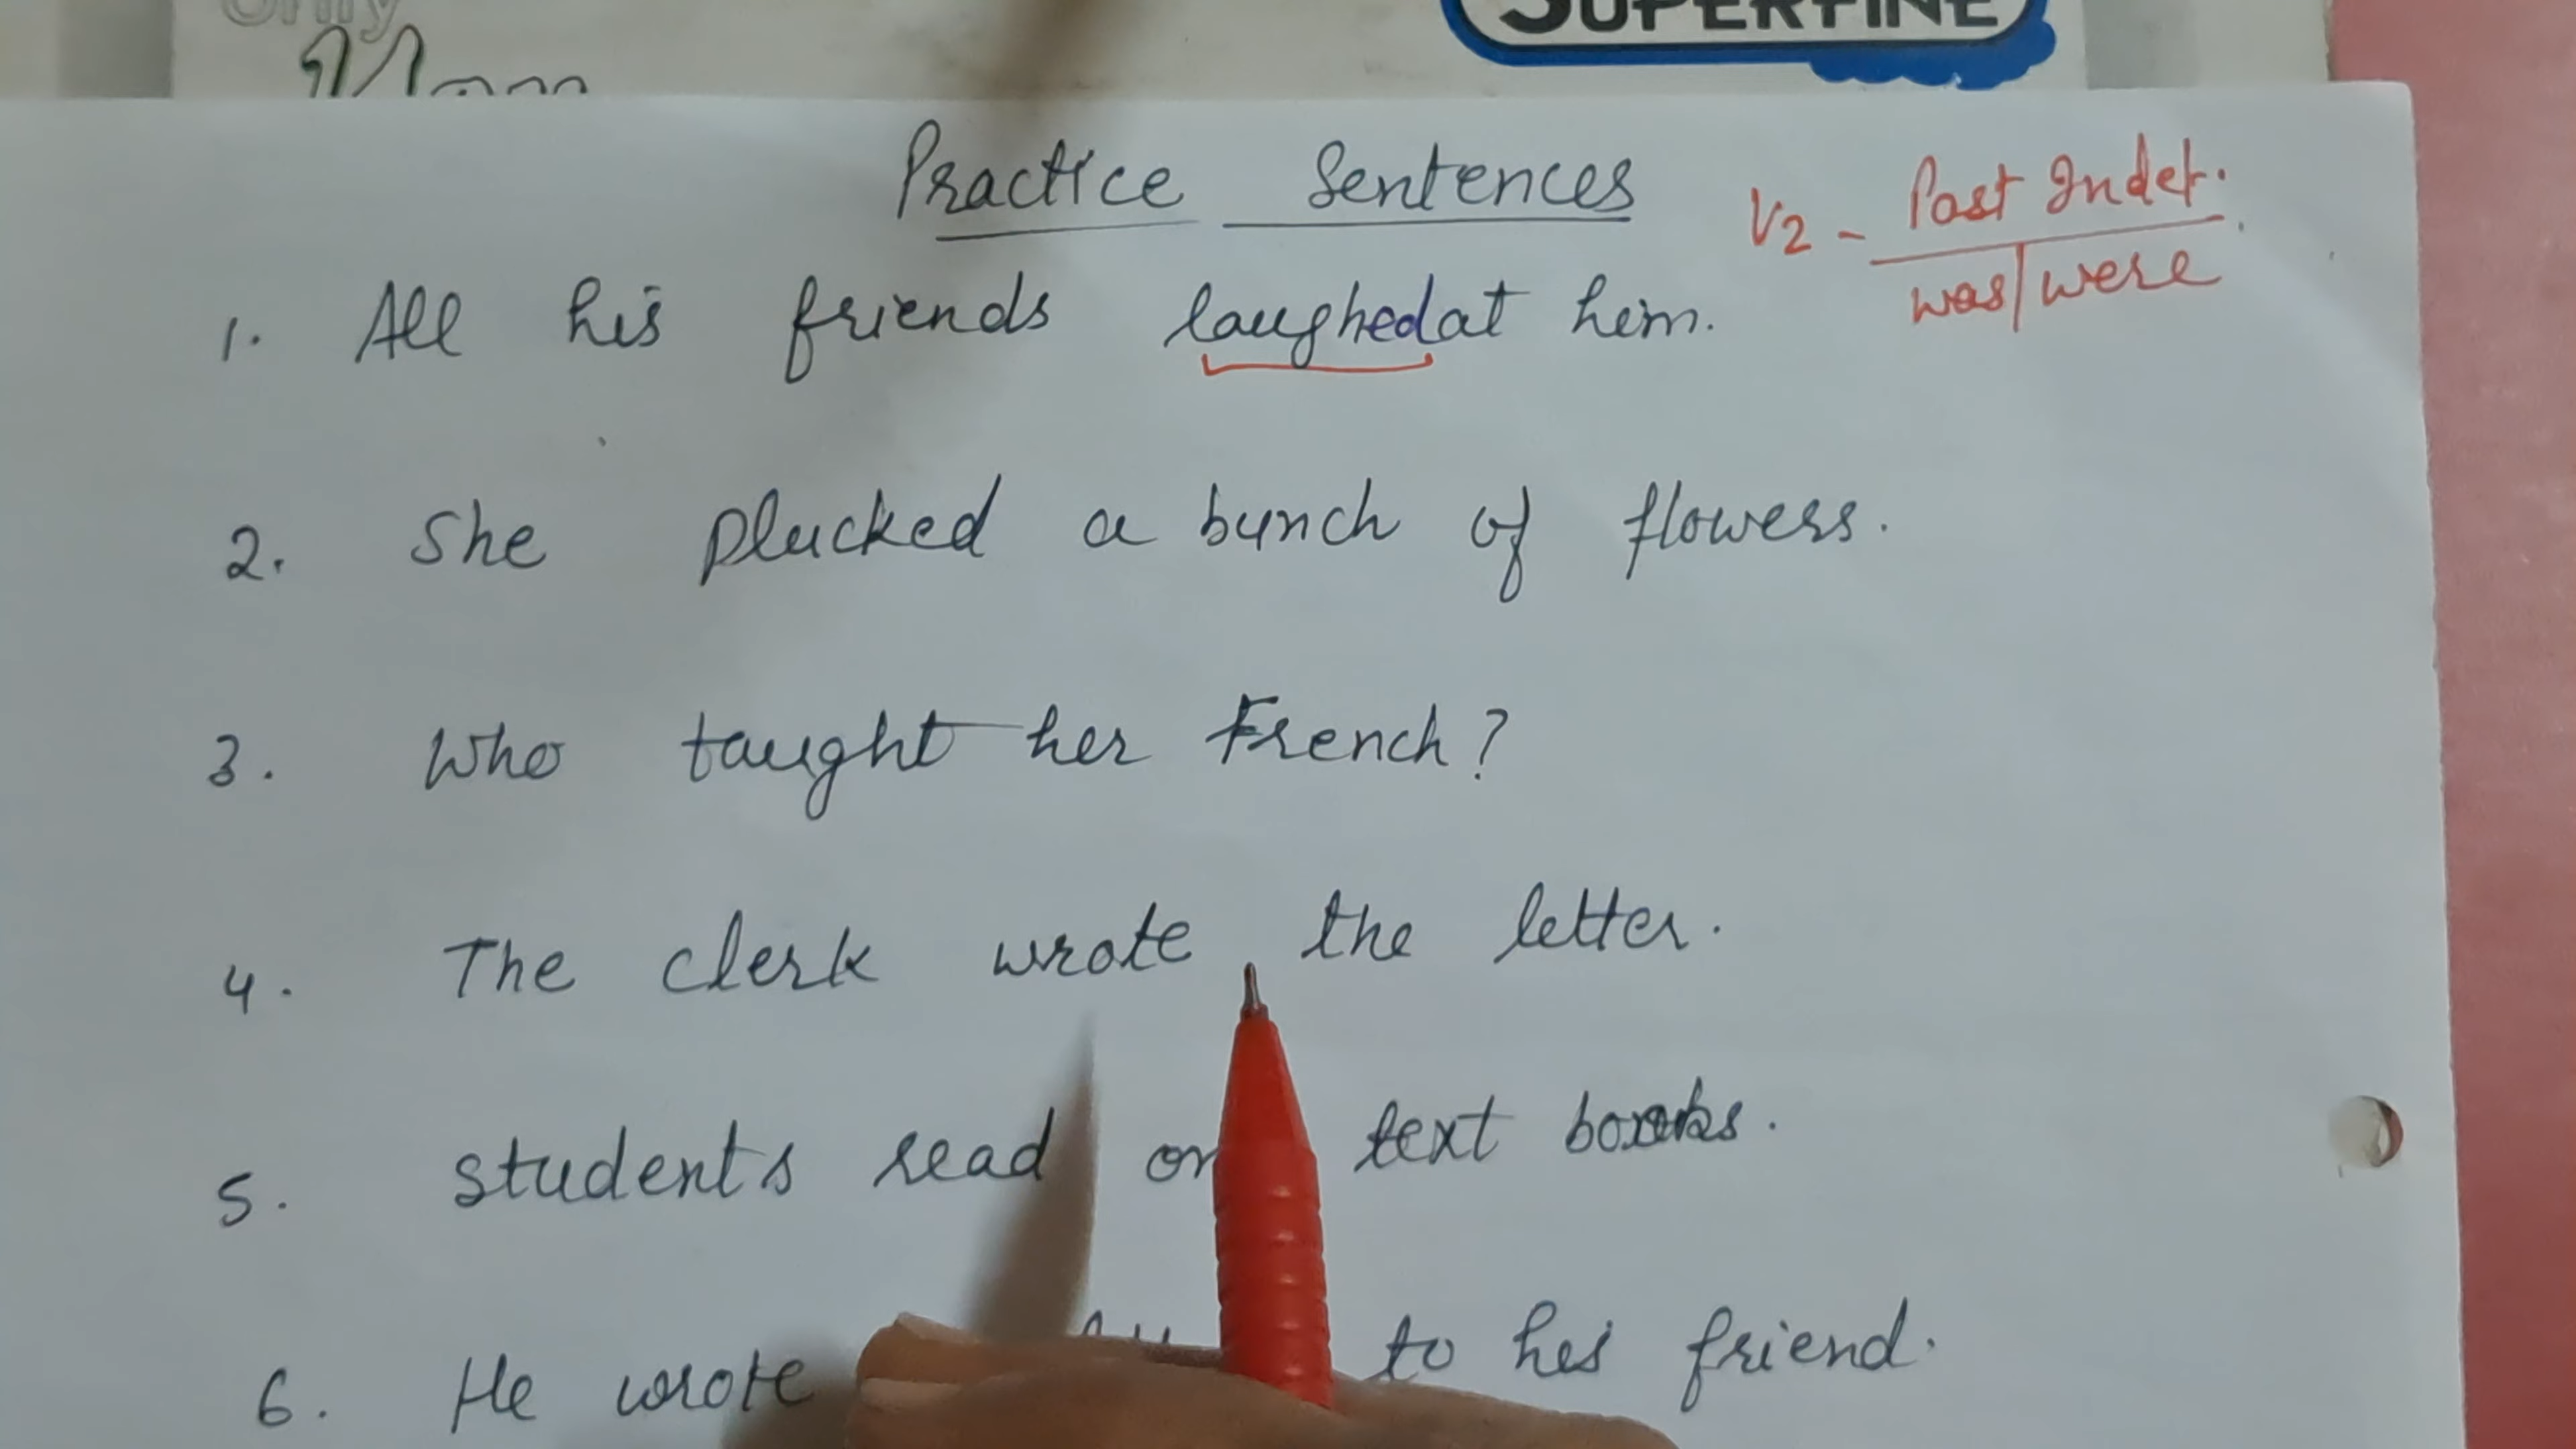 Only
SUPERFINE
Practice Sentences
V2 - Past Indef.
was/were
1. All his friends laughed at him.
2. She plucked a bunch of flowers.
3. Who taught her French?
4. The clerk wrote the letter.
5. students read text books.
6. He wrote to his friend.